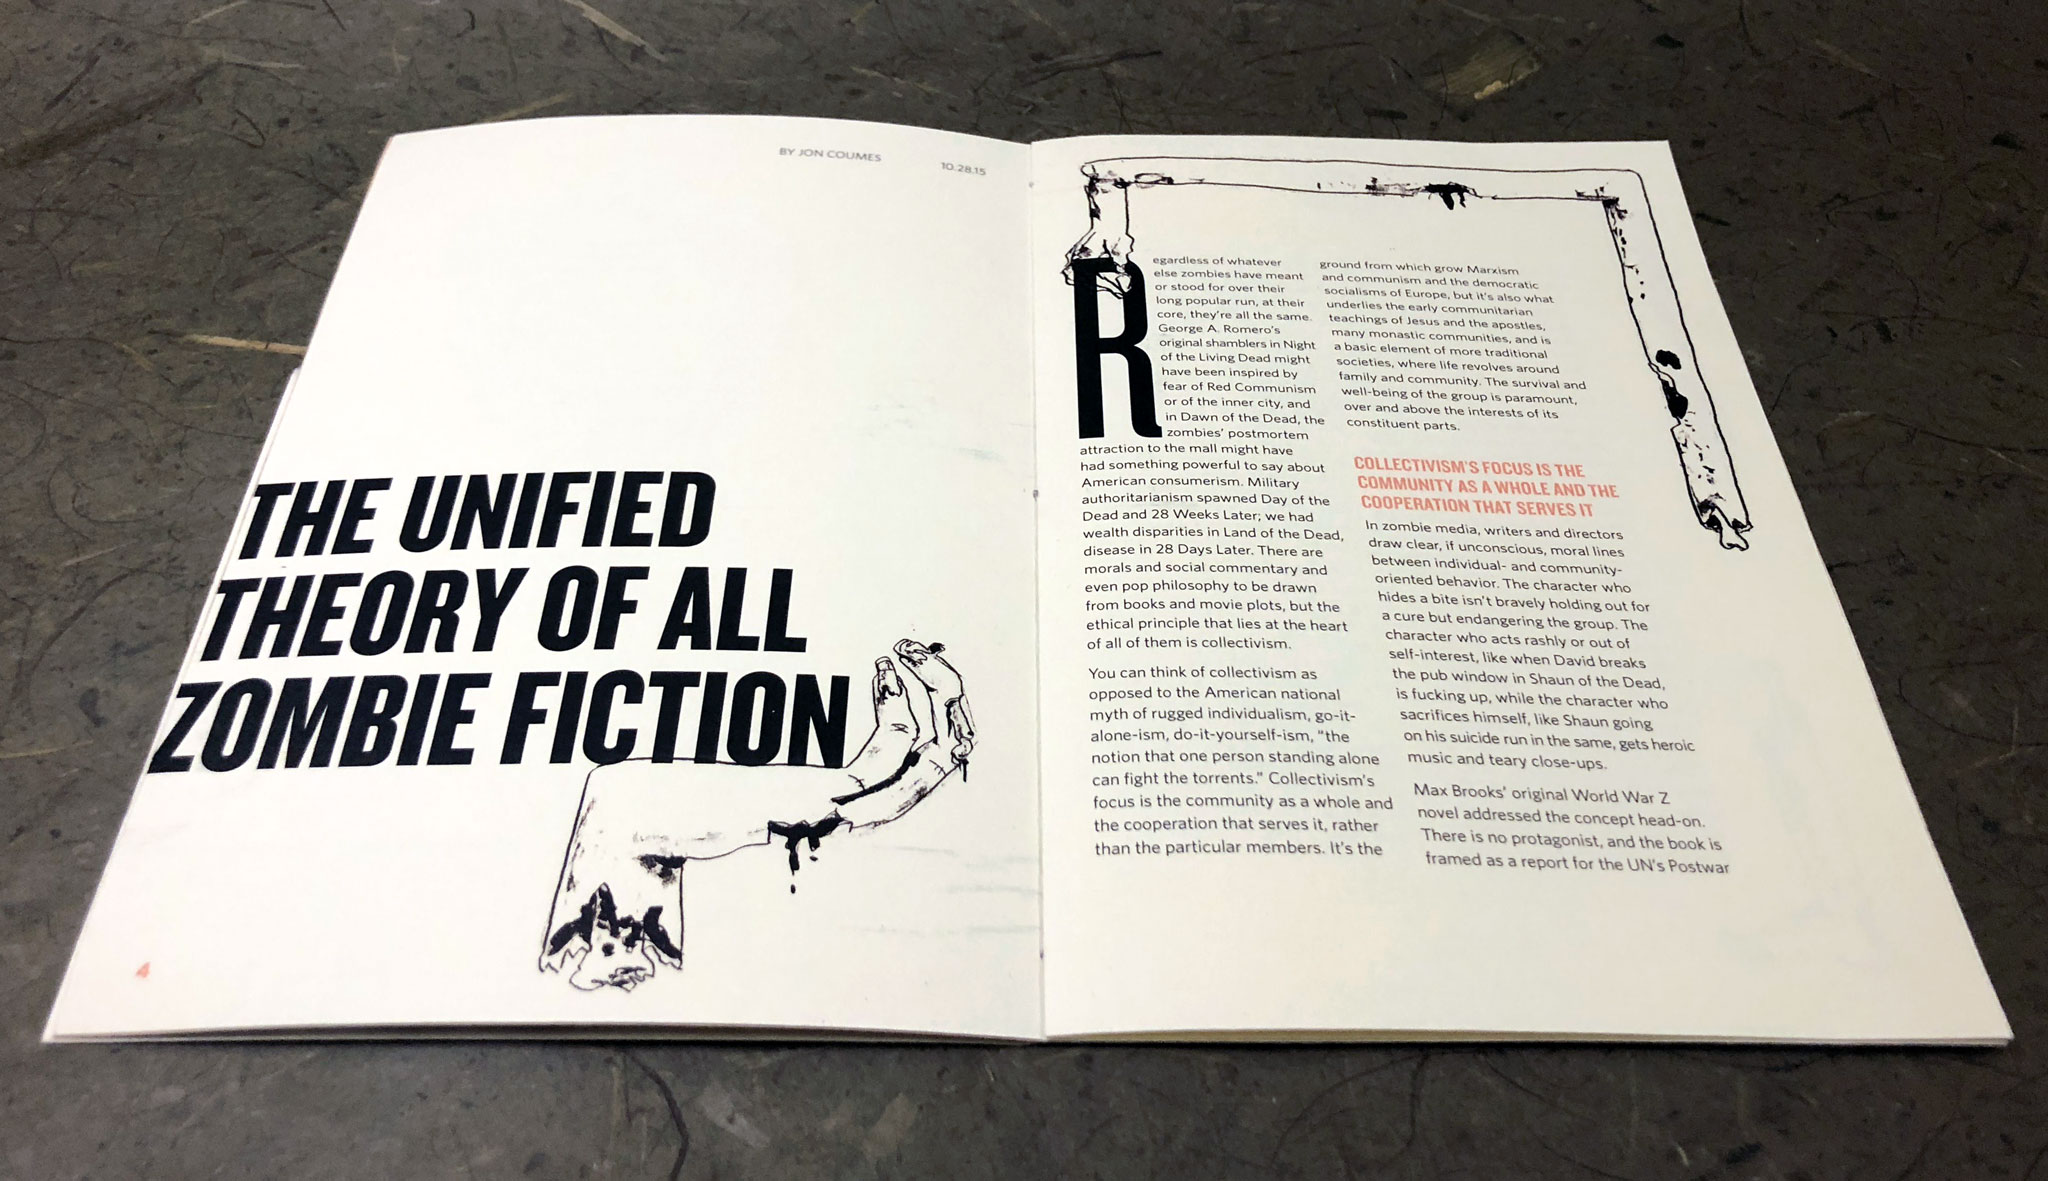 BY JON COUMES
10.28.15
THE UNIFIED
THEORY OF ALL
ZOMBIE FICTION
4
Regardless of whatever
else zombies have meant
or stood for over their
long popular run, at their
core, they're all the same.
George A. Romero's
original shamblers in Night
of the Living Dead might
have been inspired by
fear of Red Communism
or of the inner city, and
in Dawn of the Dead, the
zombies' postmortem
attraction to the mall might have
had something powerful to say about
American consumerism. Military
authoritarianism spawned Day of the
Dead and 28 Weeks Later; we had
wealth disparities in Land of the Dead,
disease in 28 Days Later. There are
morals and social commentary and
even pop philosophy to be drawn
from books and movie plots, but the
ethical principle that lies at the heart
of all of them is collectivism.
You can think of collectivism as
opposed to the American national
myth of rugged individualism, go-it-
alone-ism, do-it-yourself-ism, "the
notion that one person standing alone
can fight the torrents." Collectivism's
focus is the community as a whole and
the cooperation that serves it, rather
than the particular members. It's the
ground from which grow Marxism
and communism and the democratic
socialisms of Europe, but it's also what
underlies the early communitarian
teachings of Jesus and the apostles,
many monastic communities, and is
a basic element of more traditional
societies, where life revolves around
family and community. The survival and
well-being of the group is paramount,
over and above the interests of its
constituent parts.
COLLECTIVISM'S FOCUS IS THE
COMMUNITY AS A WHOLE AND THE
COOPERATION THAT SERVES IT
In zombie media, writers and directors
draw clear, if unconscious, moral lines
between individual- and community-
oriented behavior. The character who
hides a bite isn't bravely holding out for
a cure but endangering the group. The
character who acts rashly or out of
self-interest, like when David breaks
the pub window in Shaun of the Dead,
is fucking up, while the character who
sacrifices himself, like Shaun going
on his suicide run in the same, gets heroic
music and teary close-ups.
Max Brooks' original World War Z
novel addressed the concept head-on.
There is no protagonist, and the book is
framed as a report for the UN's Postwar